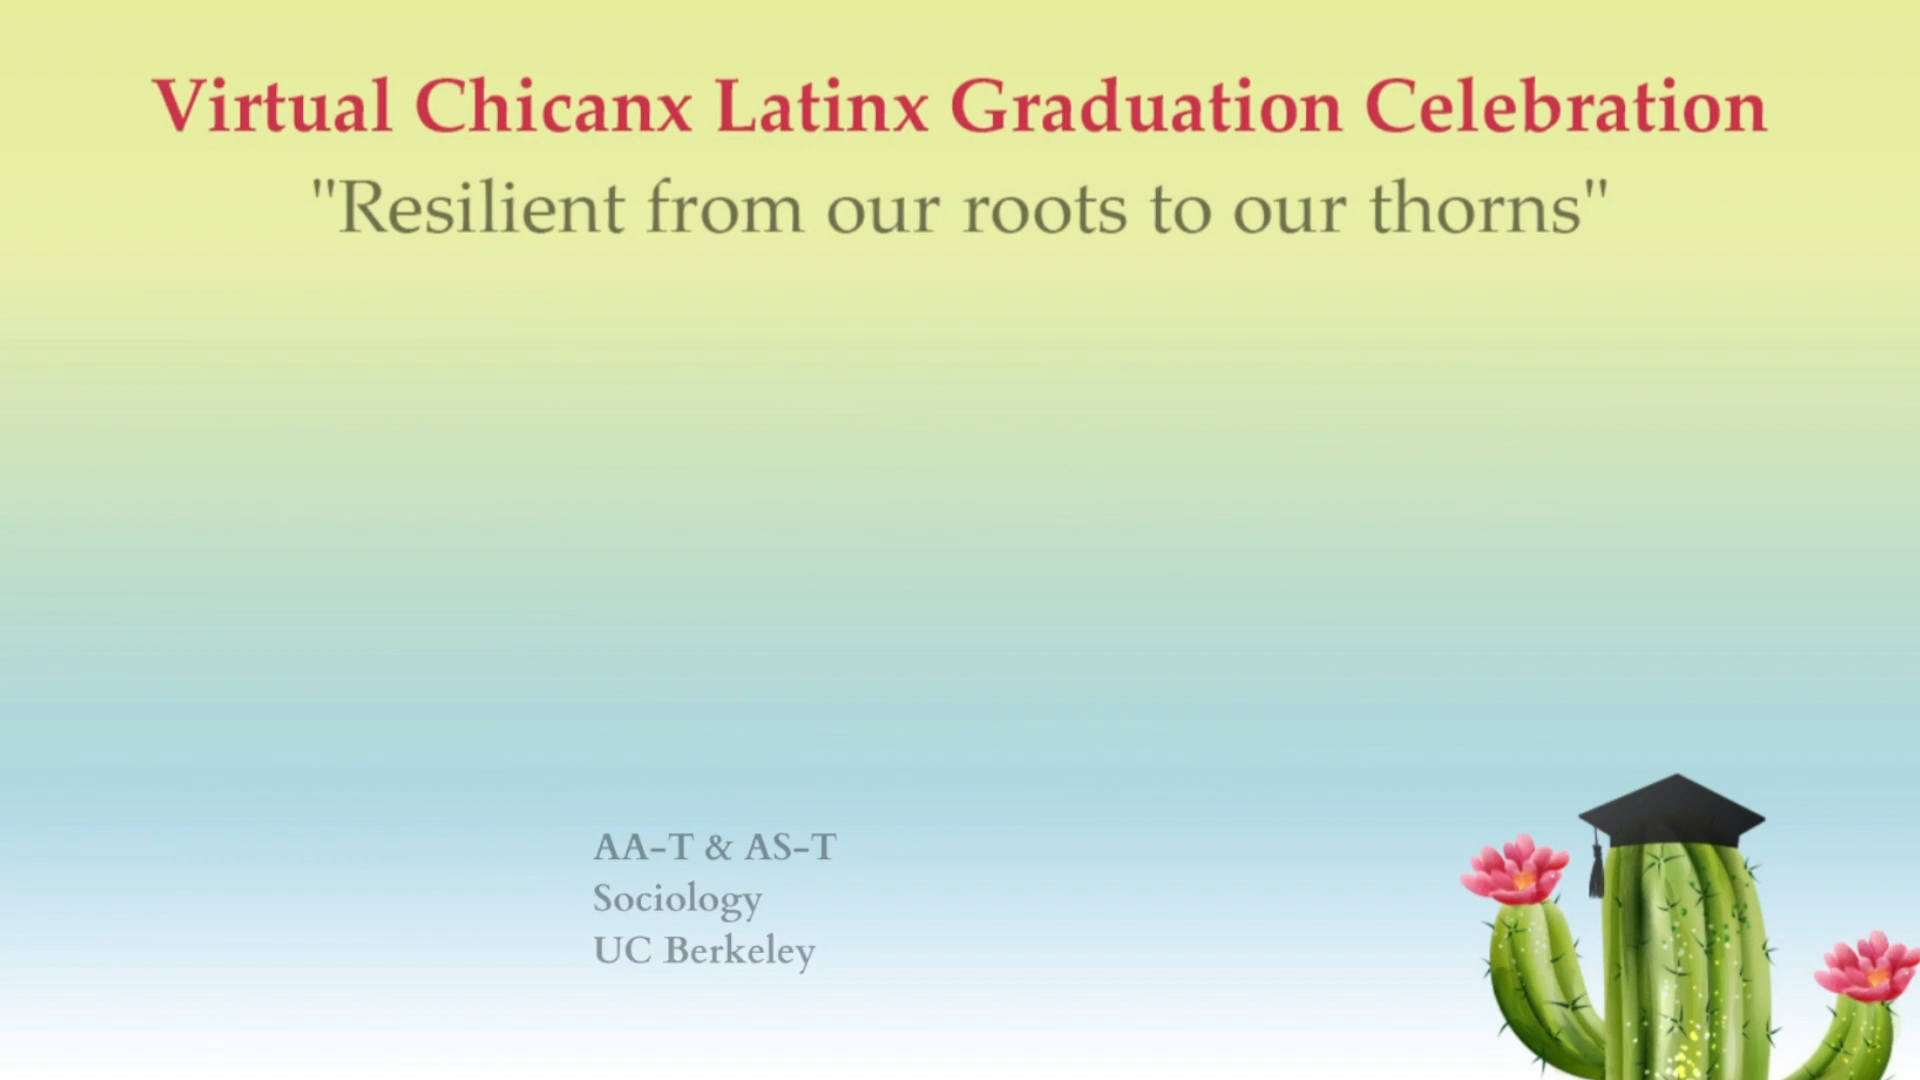 Virtual Chicanx Latinx Graduation Celebration
"Resilient from our roots to our thorns"
AA-T & AS-T
Sociology
UC Berkeley